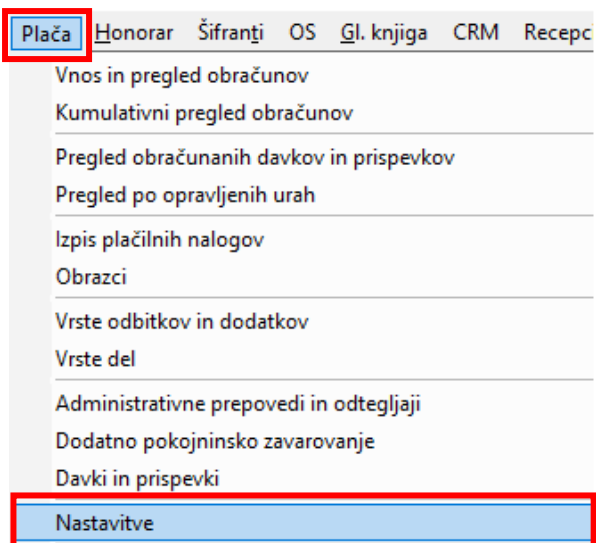 Plača Honorar Šifranti OS Gl. knjiga CRM Recepc
Vnos in pregled obračunov
Kumulativni pregled obračunov
Pregled obračunanih davkov in prispevkov
Pregled po opravljenih urah
Izpis plačilnih nalogov
Obrazci
Vrste odbitkov in dodatkov
Vrste del
Administrativne prepovedi in odtegljaji
Dodatno pokojninsko zavarovanje
Davki in prispevki
Nastavitve